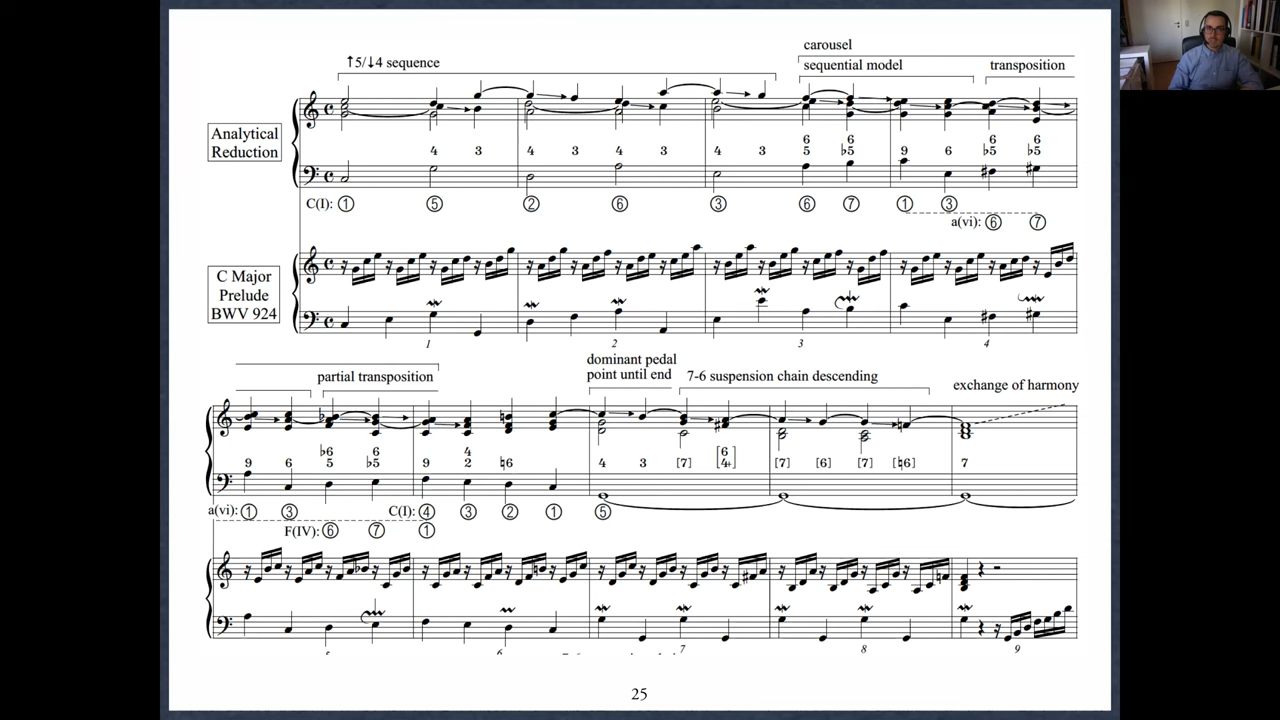 carousel
↑5/↓4 sequence
sequential model
transposition
Analytical
Reduction
6 6 6 6
4 3 4 3 4 3 4 3 5 ♭5 9 6 ♭5 ♭5
C(I): ① ⑤ ② ⑥ ③ ⑥ ⑦ ① ③
a(vi): ⑥ ⑦
C Major
Prelude
BWV 924
1 2 3 4
dominant pedal
point until end
partial transposition
7-6 suspension chain descending
exchange of harmony
♭6 6 4 [6
9 6 5 ♭5 9 2 ♮6 4 3 [7] 4+] [7] [6] [7] [♮6] 7
a(vi): ① ③ C(I): ④ ③ ② ① ⑤
F(IV): ⑥ ⑦ ①
6 7 8 9
25